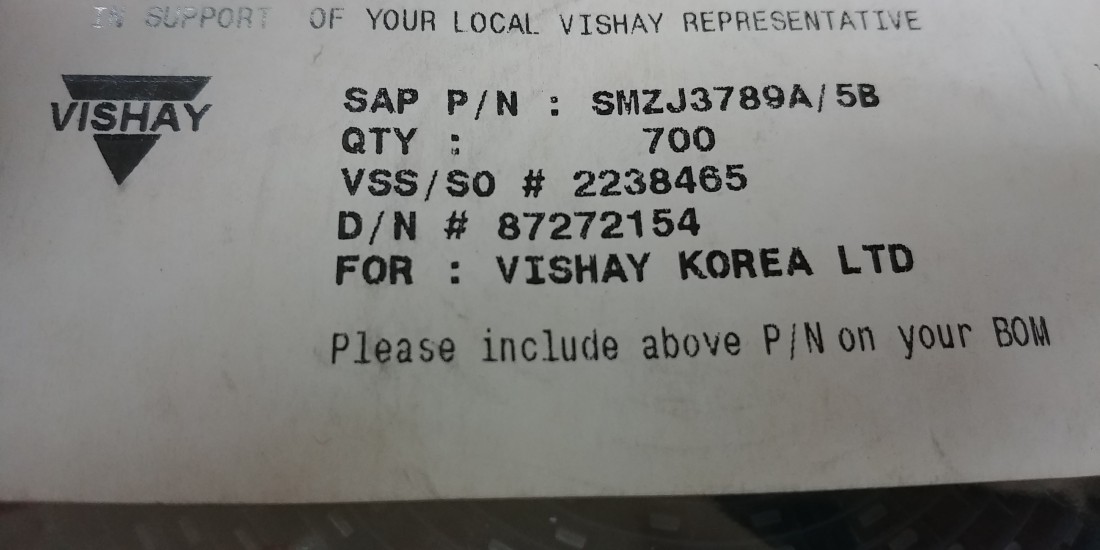 IN SUPPORT OF YOUR LOCAL VISHAY REPRESENTATIVE
VISHAY
SAP P/N : SMZJ3789A/5B
QTY : 700
VSS/SO # 2238465
D/N # 87272154
FOR : VISHAY KOREA LTD
Please include above P/N on your BOM